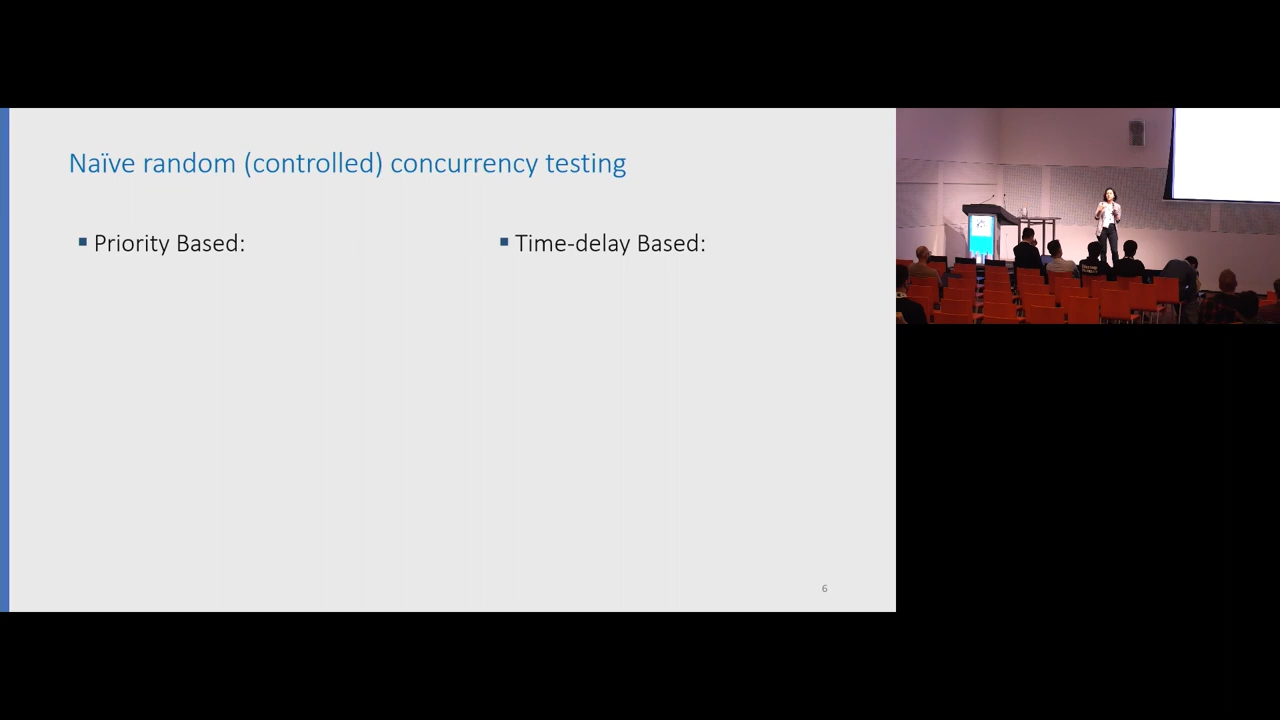 Naïve random (controlled) concurrency testing
▪ Priority Based:
▪ Time-delay Based:
6